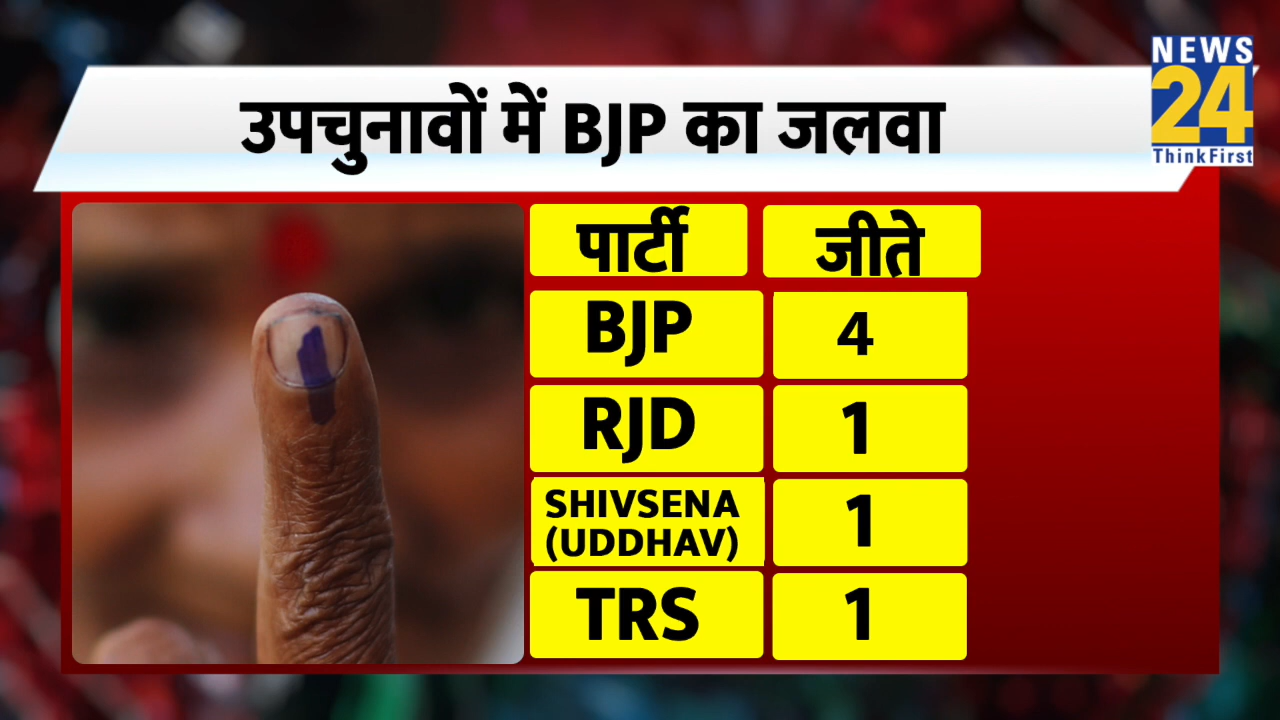 NEWS
24
ThinkFirst
उपचुनावों में BJP का जलवा
पार्टी जीते
BJP 4
RJD 1
SHIVSENA
(UDDHAV) 1
TRS 1